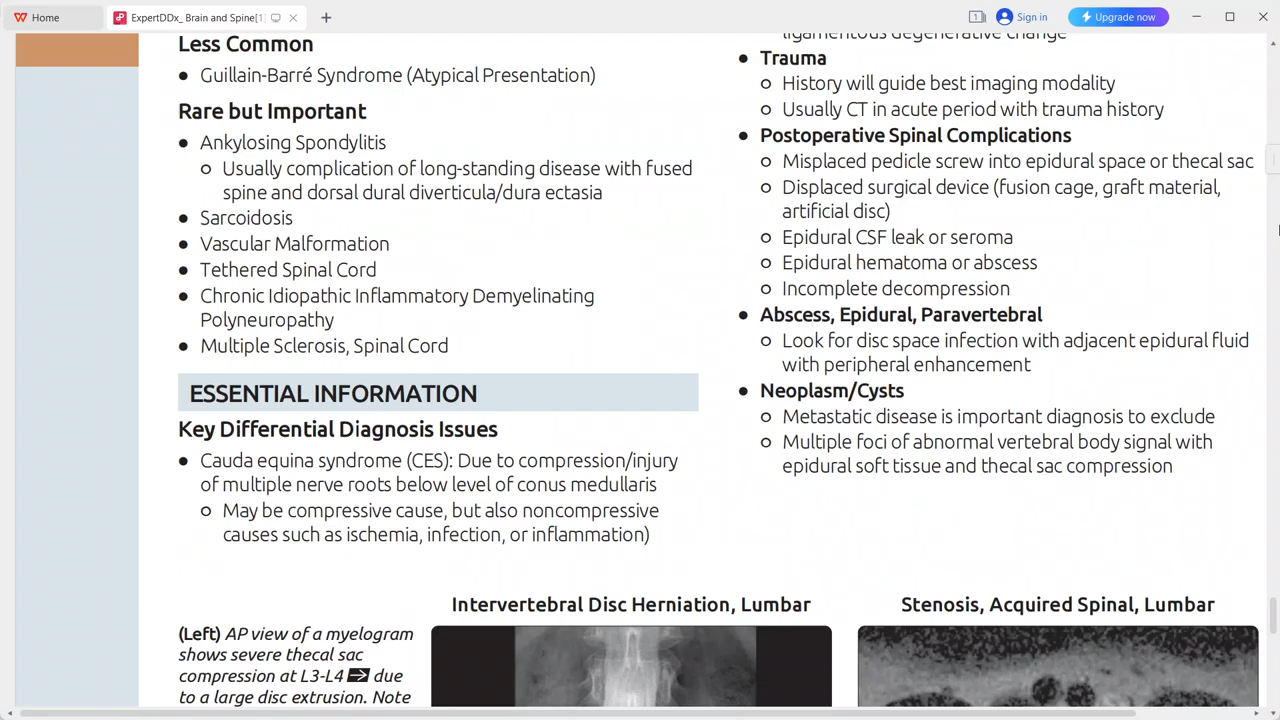 Home
ExpertDDx_ Brain and Spine[1]
1
Sign in
Upgrade now
Less Common
● Guillain-Barré Syndrome (Atypical Presentation)
Rare but Important
● Ankylosing Spondylitis
○ Usually complication of long-standing disease with fused
spine and dorsal dural diverticula/dura ectasia
● Sarcoidosis
● Vascular Malformation
● Tethered Spinal Cord
● Chronic Idiopathic Inflammatory Demyelinating
Polyneuropathy
● Multiple Sclerosis, Spinal Cord
ESSENTIAL INFORMATION
Key Differential Diagnosis Issues
● Cauda equina syndrome (CES): Due to compression/injury
of multiple nerve roots below level of conus medullaris
○ May be compressive cause, but also noncompressive
causes such as ischemia, infection, or inflammation)
ligamentous degenerative change
● Trauma
○ History will guide best imaging modality
○ Usually CT in acute period with trauma history
● Postoperative Spinal Complications
○ Misplaced pedicle screw into epidural space or thecal sac
○ Displaced surgical device (fusion cage, graft material,
artificial disc)
○ Epidural CSF leak or seroma
○ Epidural hematoma or abscess
○ Incomplete decompression
● Abscess, Epidural, Paravertebral
○ Look for disc space infection with adjacent epidural fluid
with peripheral enhancement
● Neoplasm/Cysts
○ Metastatic disease is important diagnosis to exclude
○ Multiple foci of abnormal vertebral body signal with
epidural soft tissue and thecal sac compression
Intervertebral Disc Herniation, Lumbar
Stenosis, Acquired Spinal, Lumbar
(Left) AP view of a myelogram
shows severe thecal sac
compression at L3-L4 due
to a large disc extrusion. Note